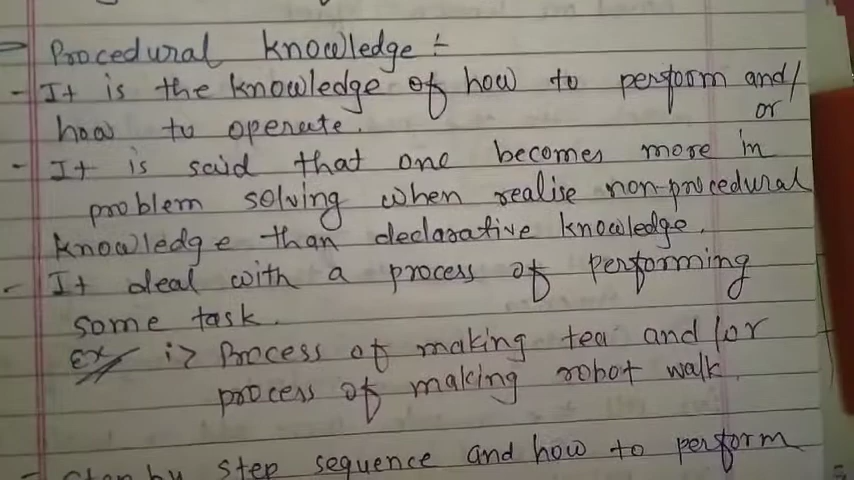 Procedural knowledge :-
- It is the knowledge of how to perform and/
or
how to operate.
- It is said that one becomes more in
problem solving when realise non-procedural
knowledge than declarative knowledge.
- It deal with a process of performing
some task.
Ex i> Process of making tea and/or
process of making robot walk.
- Step by step sequence and how to perform